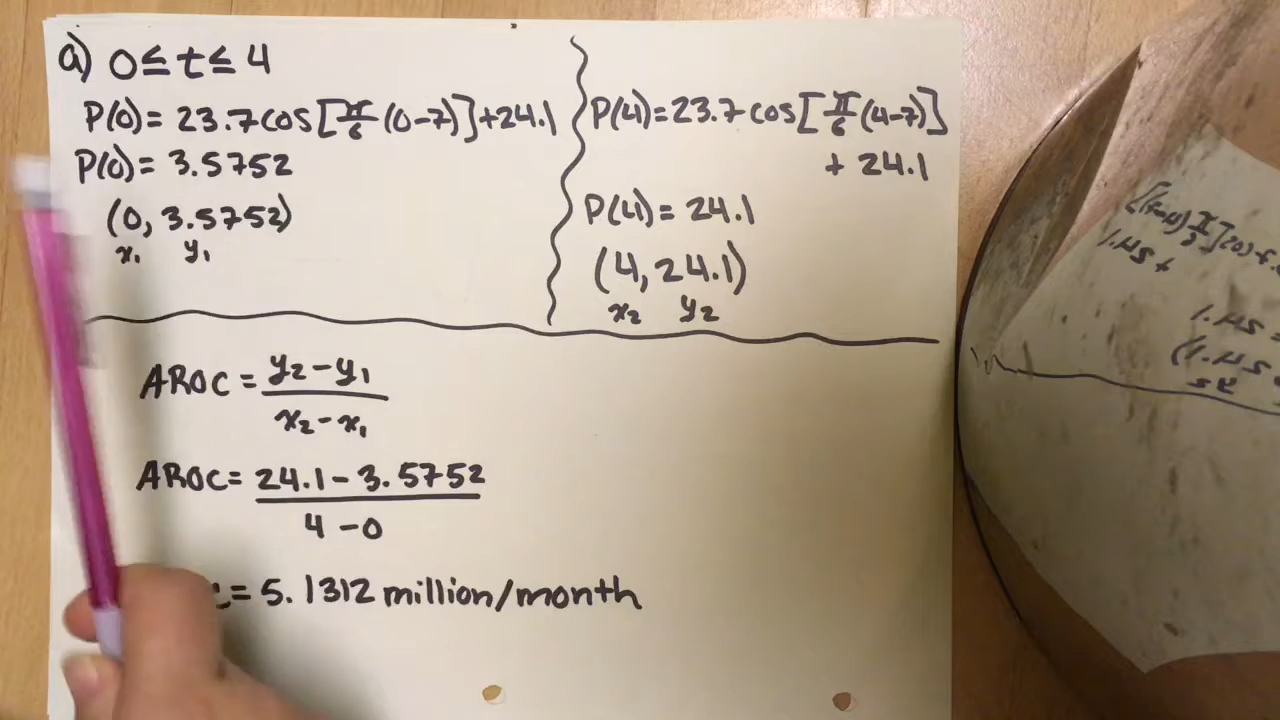 a) 0≤t≤4
P(0)= 23.7cos[π/6 (0-7)]+24.1
P(0)= 3.5752
(0, 3.5752)
x₁ y₁
P(4)=23.7 cos[π/6 (4-7)]
+ 24.1
P(4)= 24.1
(4, 24.1)
x₂ y₂
AROC = y₂-y₁ / x₂-x₁
AROC= 24.1-3.5752 / 4-0
C= 5.1312 million/month